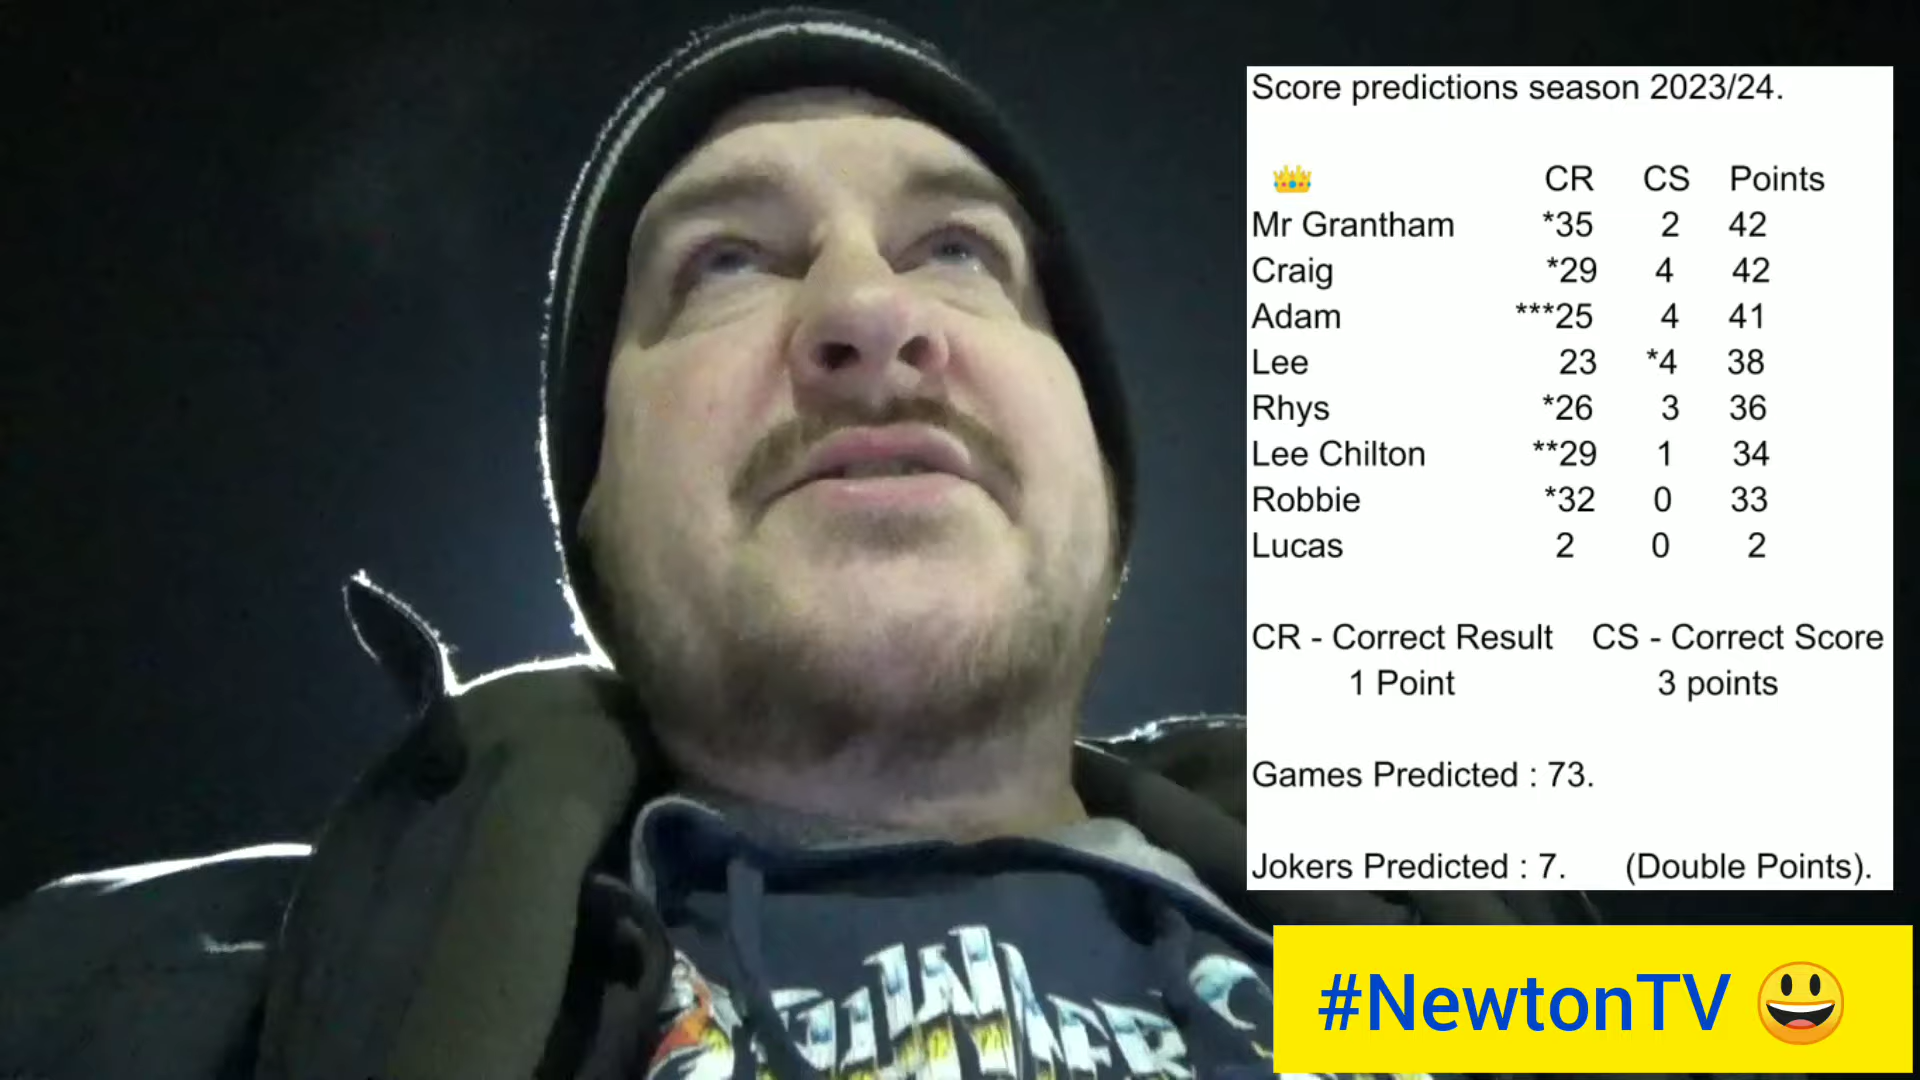 Score predictions season 2023/24.
👑 CR CS Points
Mr Grantham *35 2 42
Craig *29 4 42
Adam ***25 4 41
Lee 23 *4 38
Rhys *26 3 36
Lee Chilton **29 1 34
Robbie *32 0 33
Lucas 2 0 2
CR - Correct Result CS - Correct Score
1 Point 3 points
Games Predicted : 73.
Jokers Predicted : 7. (Double Points).
#NewtonTV 😃